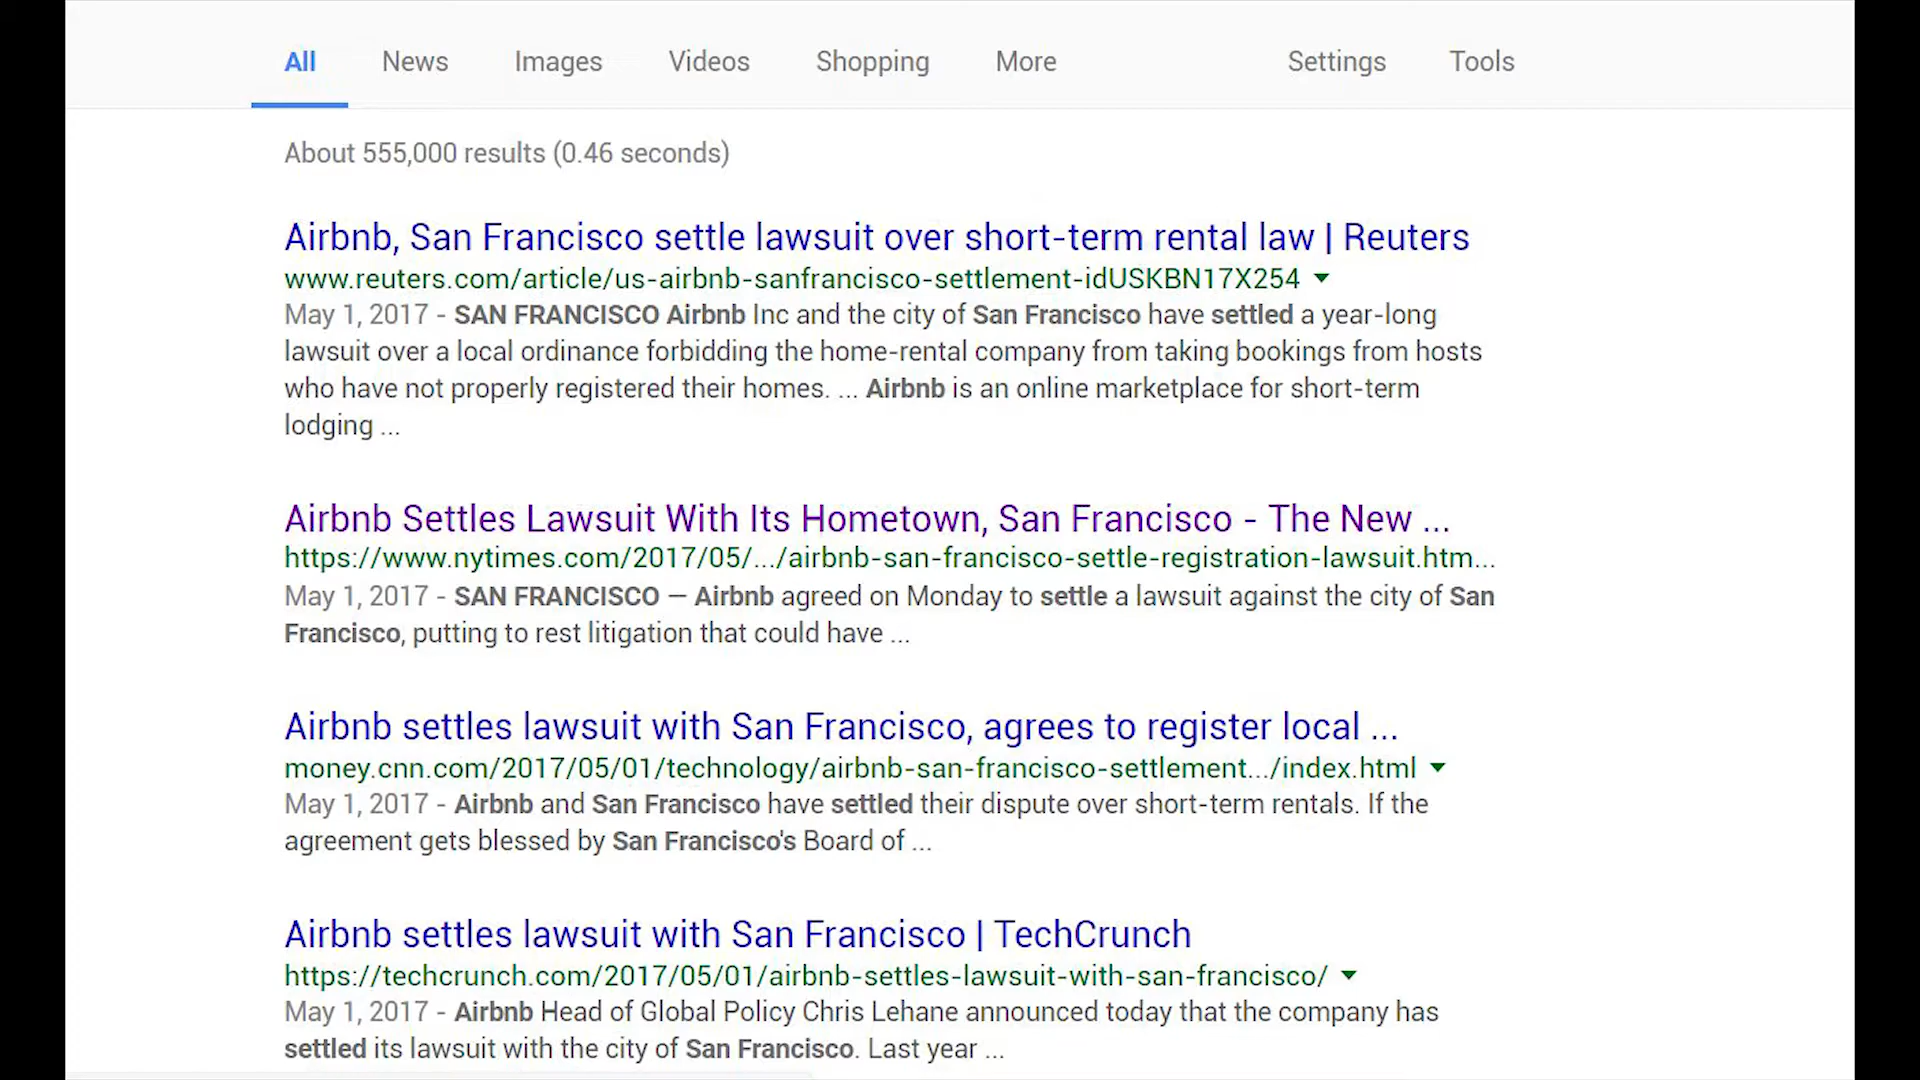 All News Images Videos Shopping More Settings Tools
About 555,000 results (0.46 seconds)
Airbnb, San Francisco settle lawsuit over short-term rental law | Reuters
www.reuters.com/article/us-airbnb-sanfrancisco-settlement-idUSKBN17X254
May 1, 2017 - SAN FRANCISCO Airbnb Inc and the city of San Francisco have settled a year-long
lawsuit over a local ordinance forbidding the home-rental company from taking bookings from hosts
who have not properly registered their homes. ... Airbnb is an online marketplace for short-term
lodging ...
Airbnb Settles Lawsuit With Its Hometown, San Francisco - The New ...
https://www.nytimes.com/2017/05/.../airbnb-san-francisco-settle-registration-lawsuit.htm...
May 1, 2017 - SAN FRANCISCO — Airbnb agreed on Monday to settle a lawsuit against the city of San
Francisco, putting to rest litigation that could have ...
Airbnb settles lawsuit with San Francisco, agrees to register local ...
money.cnn.com/2017/05/01/technology/airbnb-san-francisco-settlement.../index.html
May 1, 2017 - Airbnb and San Francisco have settled their dispute over short-term rentals. If the
agreement gets blessed by San Francisco's Board of ...
Airbnb settles lawsuit with San Francisco | TechCrunch
https://techcrunch.com/2017/05/01/airbnb-settles-lawsuit-with-san-francisco/
May 1, 2017 - Airbnb Head of Global Policy Chris Lehane announced today that the company has
settled its lawsuit with the city of San Francisco. Last year ...